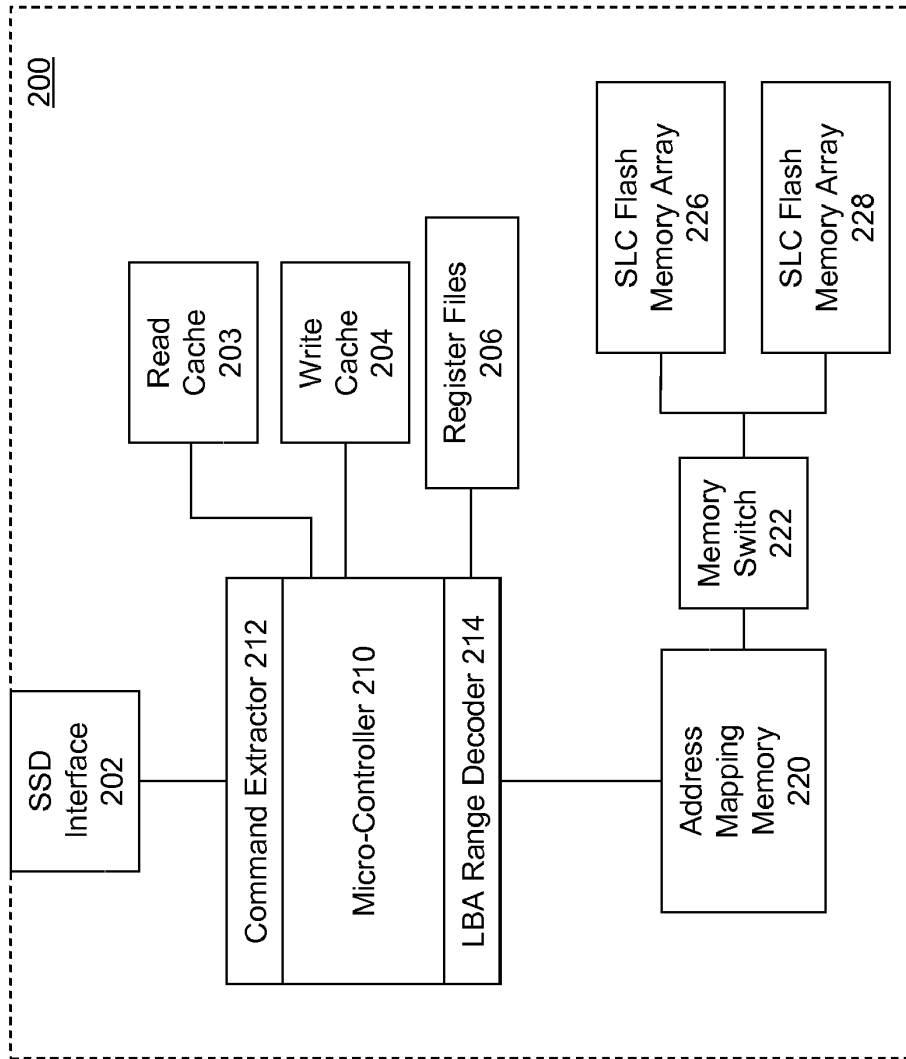 200
SSD
Interface
202
Command Extractor 212
Micro-Controller 210
LBA Range Decoder 214
Read
Cache
203
Write
Cache
204
Register Files
206
Address
Mapping
Memory
220
Memory
Switch
222
SLC Flash
Memory Array
226
SLC Flash
Memory Array
228